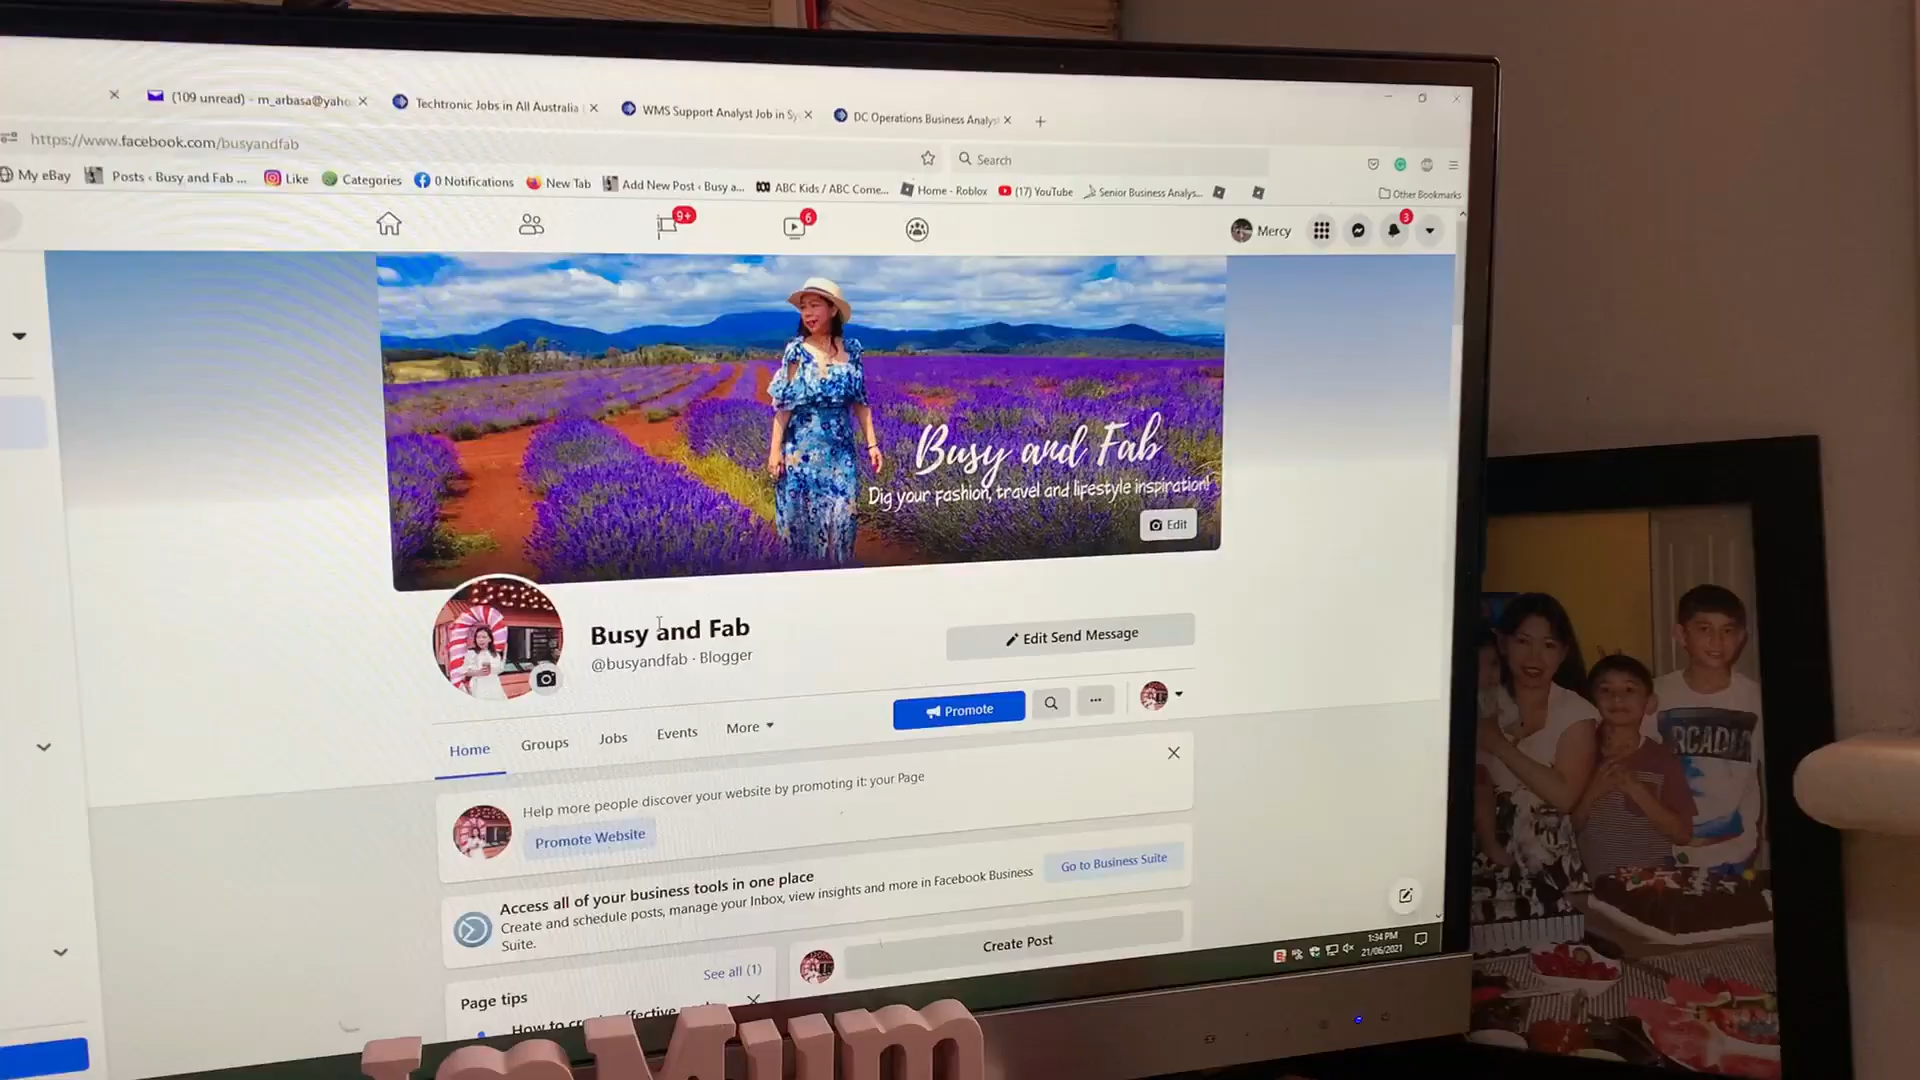 (109 unread) - m_arbasa@yaho
Techtronic Jobs in All Australia
WMS Support Analyst Job in Sy
DC Operations Business Analys
https://www.facebook.com/busyandfab
Search
My eBay
Posts ‹ Busy and Fab ...
Like
Categories
0 Notifications
New Tab
Add New Post ‹ Busy a...
ABC Kids / ABC Come...
Home - Roblox
(17) YouTube
Senior Business Analys...
Other Bookmarks
9+
6
Mercy
3
Busy and Fab
Dig your fashion, travel and lifestyle inspiration!
Edit
Busy and Fab
@busyandfab · Blogger
Edit Send Message
Promote
Home
Groups
Jobs
Events
More
Help more people discover your website by promoting it: your Page
Promote Website
Access all of your business tools in one place
Create and schedule posts, manage your Inbox, view insights and more in Facebook Business
Suite.
Go to Business Suite
See all (1)
Page tips
Create Post
How to
1:34 PM
21/06/2021
Mum